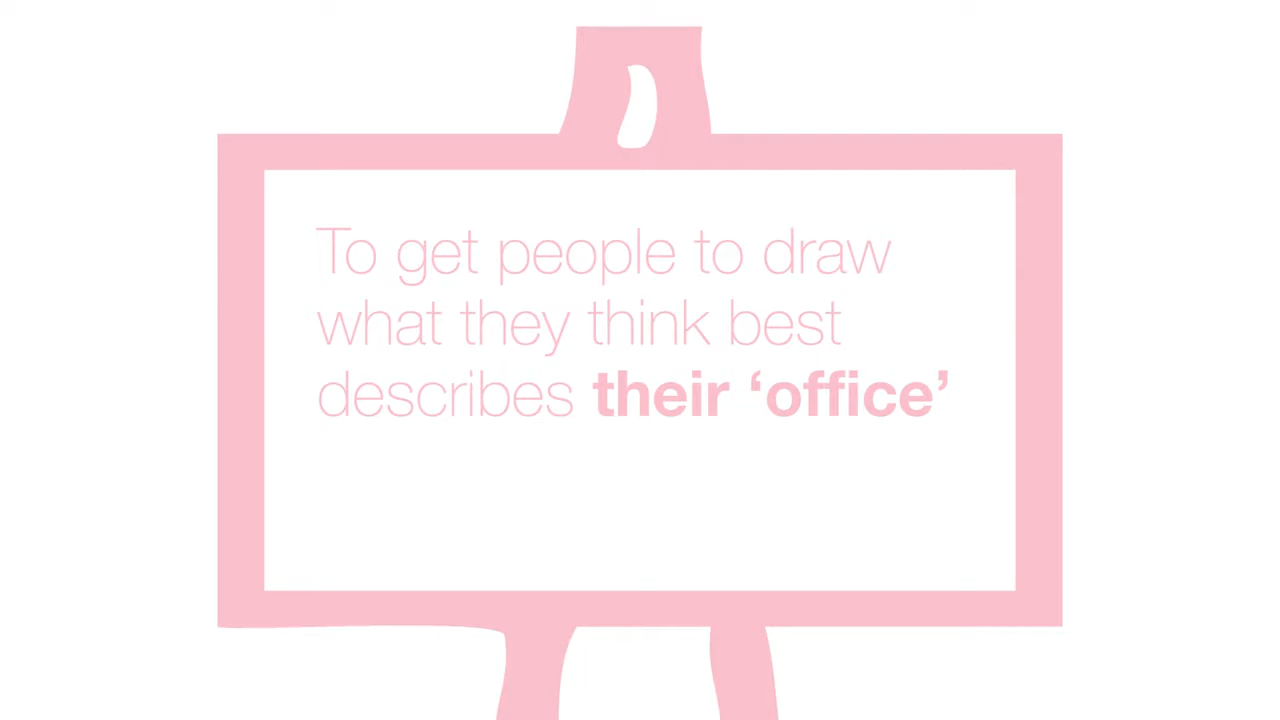 To get people to draw
what they think best
describes their ‘office’